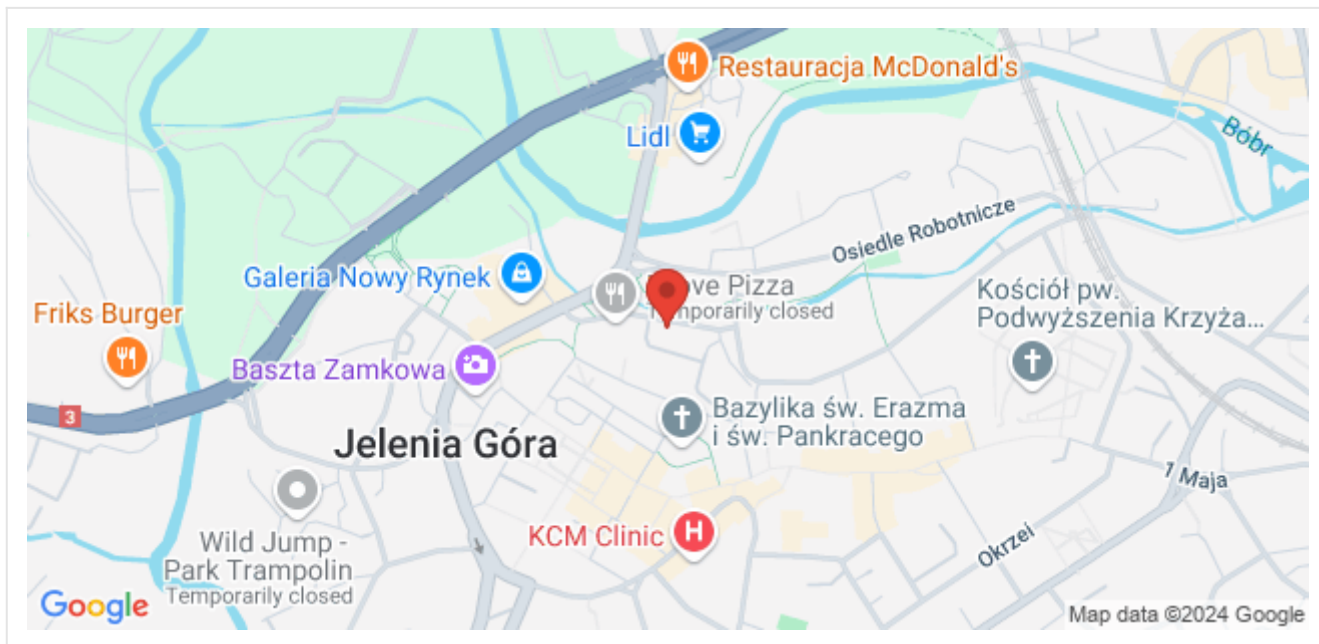 Restauracja McDonald's
Lidl
Bóbr
Osiedle Robotnicze
Galeria Nowy Rynek
Pizza
Temporarily closed
Kościół pw.
Podwyższenia Krzyża...
Friks Burger
Baszta Zamkowa
3
Bazylika św. Erazma
i św. Pankracego
Jelenia Góra
1 Maja
KCM Clinic
H
Okrzei
Wild Jump -
Park Trampolin
Temporarily closed
Google
Map data ©2024 Google